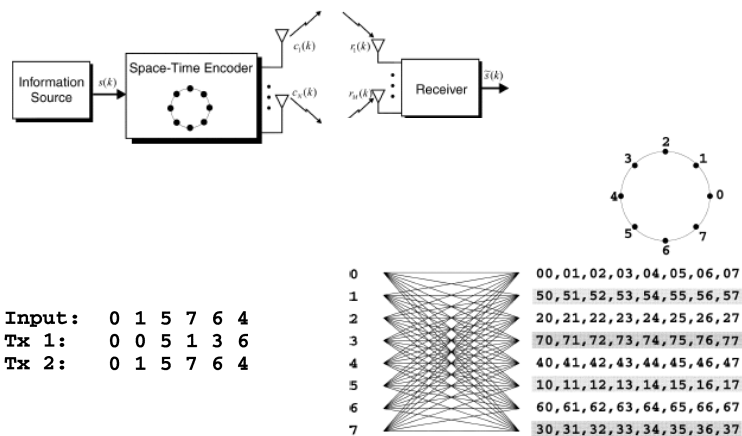 Information
Source
s(k)
Space-Time Encoder
c₁(k)
c_N(k)
r₁(k)
r_M(k)
Receiver
s̃(k)
2
3 1
4 0
5 7
6
Input: 0 1 5 7 6 4
Tx 1: 0 0 5 1 3 6
Tx 2: 0 1 5 7 6 4
0 00,01,02,03,04,05,06,07
1 50,51,52,53,54,55,56,57
2 20,21,22,23,24,25,26,27
3 70,71,72,73,74,75,76,77
4 40,41,42,43,44,45,46,47
5 10,11,12,13,14,15,16,17
6 60,61,62,63,64,65,66,67
7 30,31,32,33,34,35,36,37